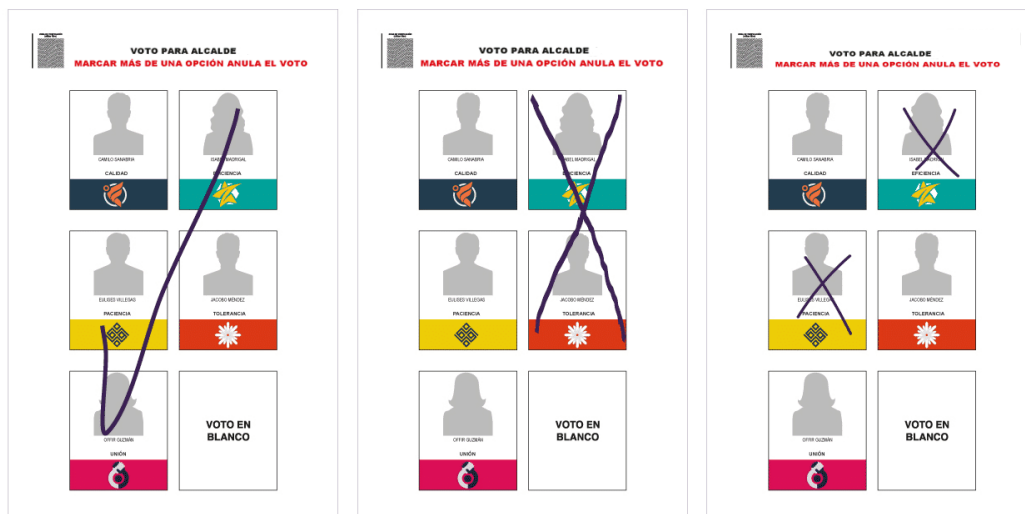 VOTO PARA ALCALDE
MARCAR MÁS DE UNA OPCIÓN ANULA EL VOTO
CAMILO SANABRIA
ISABEL MADRIGAL
CALIDAD
EFICIENCIA
EULISES VILLEGAS
JACOBO MÉNDEZ
PACIENCIA
TOLERANCIA
OFFIR GUZMÁN
UNIÓN
VOTO EN
BLANCO
VOTO PARA ALCALDE
MARCAR MÁS DE UNA OPCIÓN ANULA EL VOTO
CAMILO SANABRIA
ISABEL MADRIGAL
CALIDAD
EFICIENCIA
EULISES VILLEGAS
JACOBO MÉNDEZ
PACIENCIA
TOLERANCIA
OFFIR GUZMÁN
UNIÓN
VOTO EN
BLANCO
VOTO PARA ALCALDE
MARCAR MÁS DE UNA OPCIÓN ANULA EL VOTO
CAMILO SANABRIA
ISABEL MADRIGAL
CALIDAD
EFICIENCIA
EULISES VILLEGAS
JACOBO MÉNDEZ
PACIENCIA
TOLERANCIA
OFFIR GUZMÁN
UNIÓN
VOTO EN
BLANCO